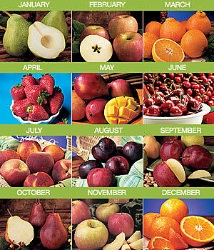 JANUARY FEBRUARY MARCH
APRIL MAY JUNE
JULY AUGUST SEPTEMBER
OCTOBER NOVEMBER DECEMBER